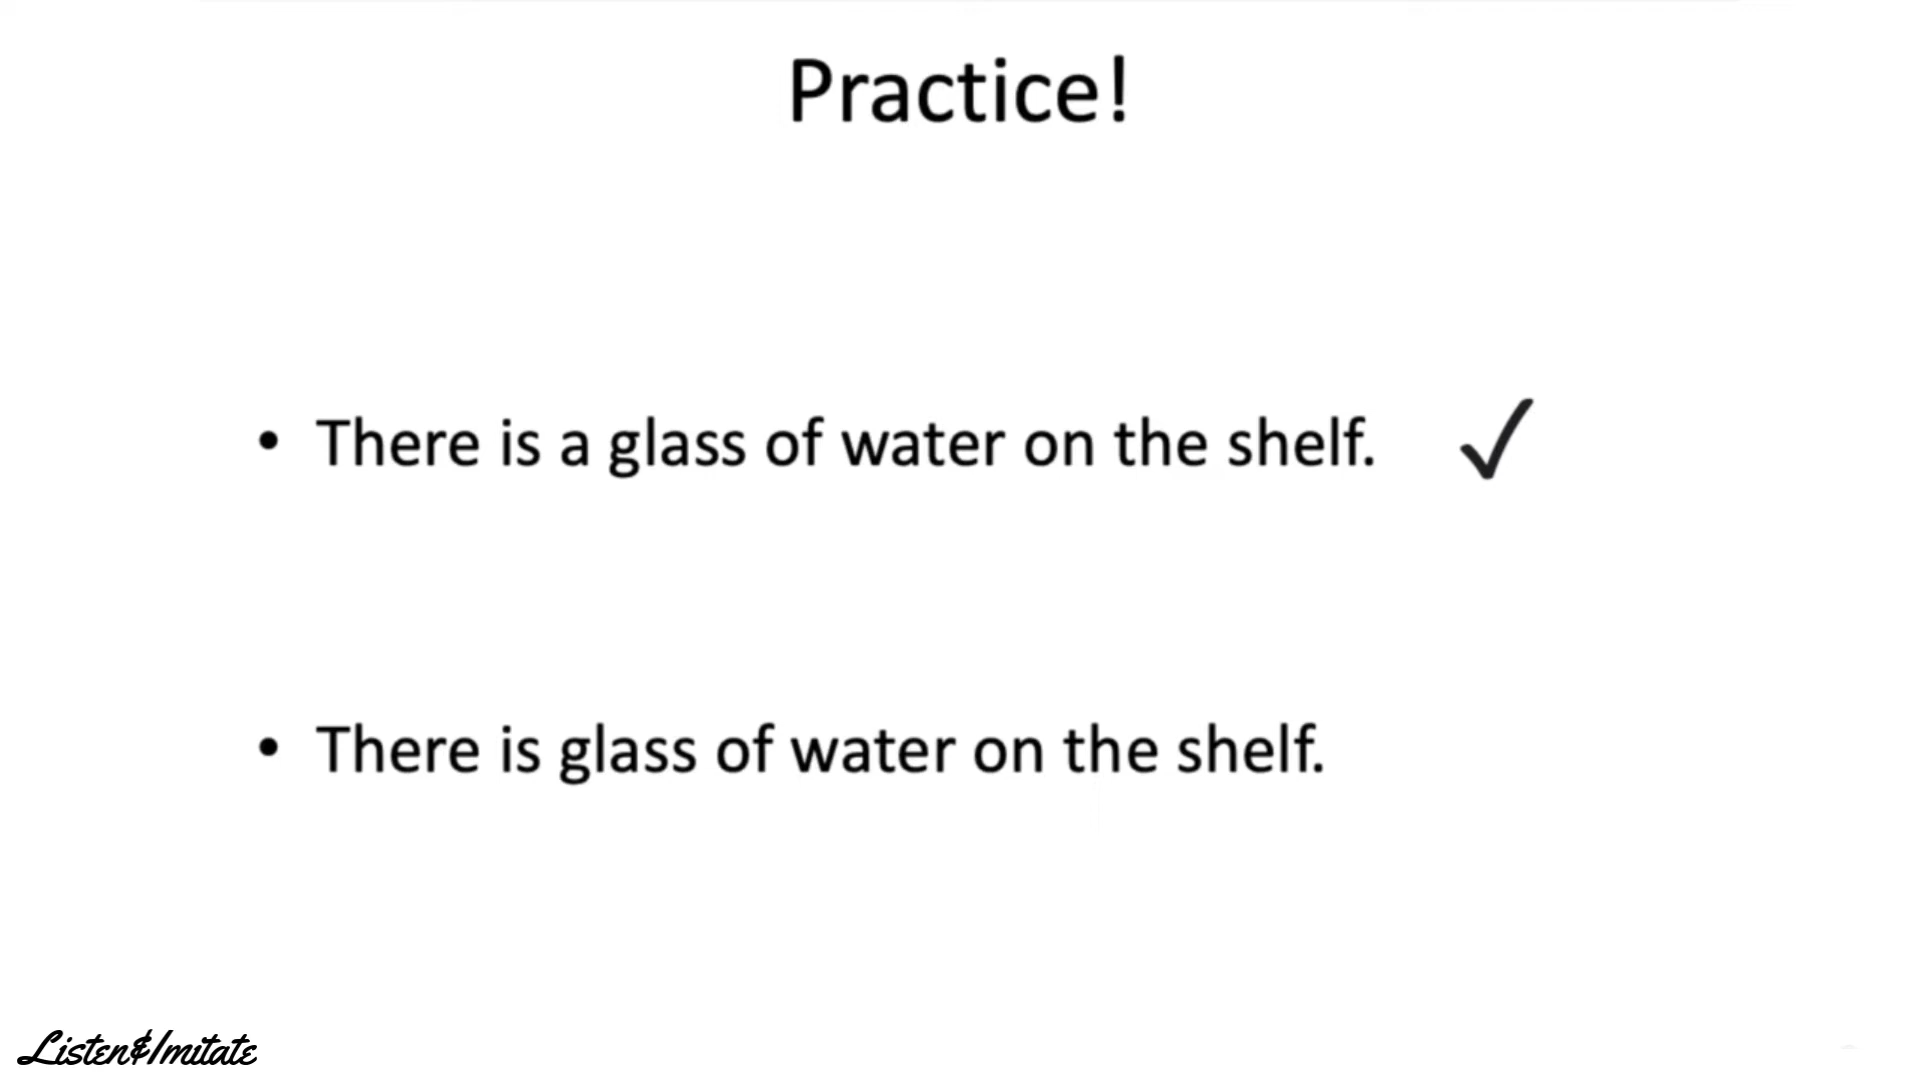 Practice!
• There is a glass of water on the shelf. ✓
• There is glass of water on the shelf.
Listen&Imitate